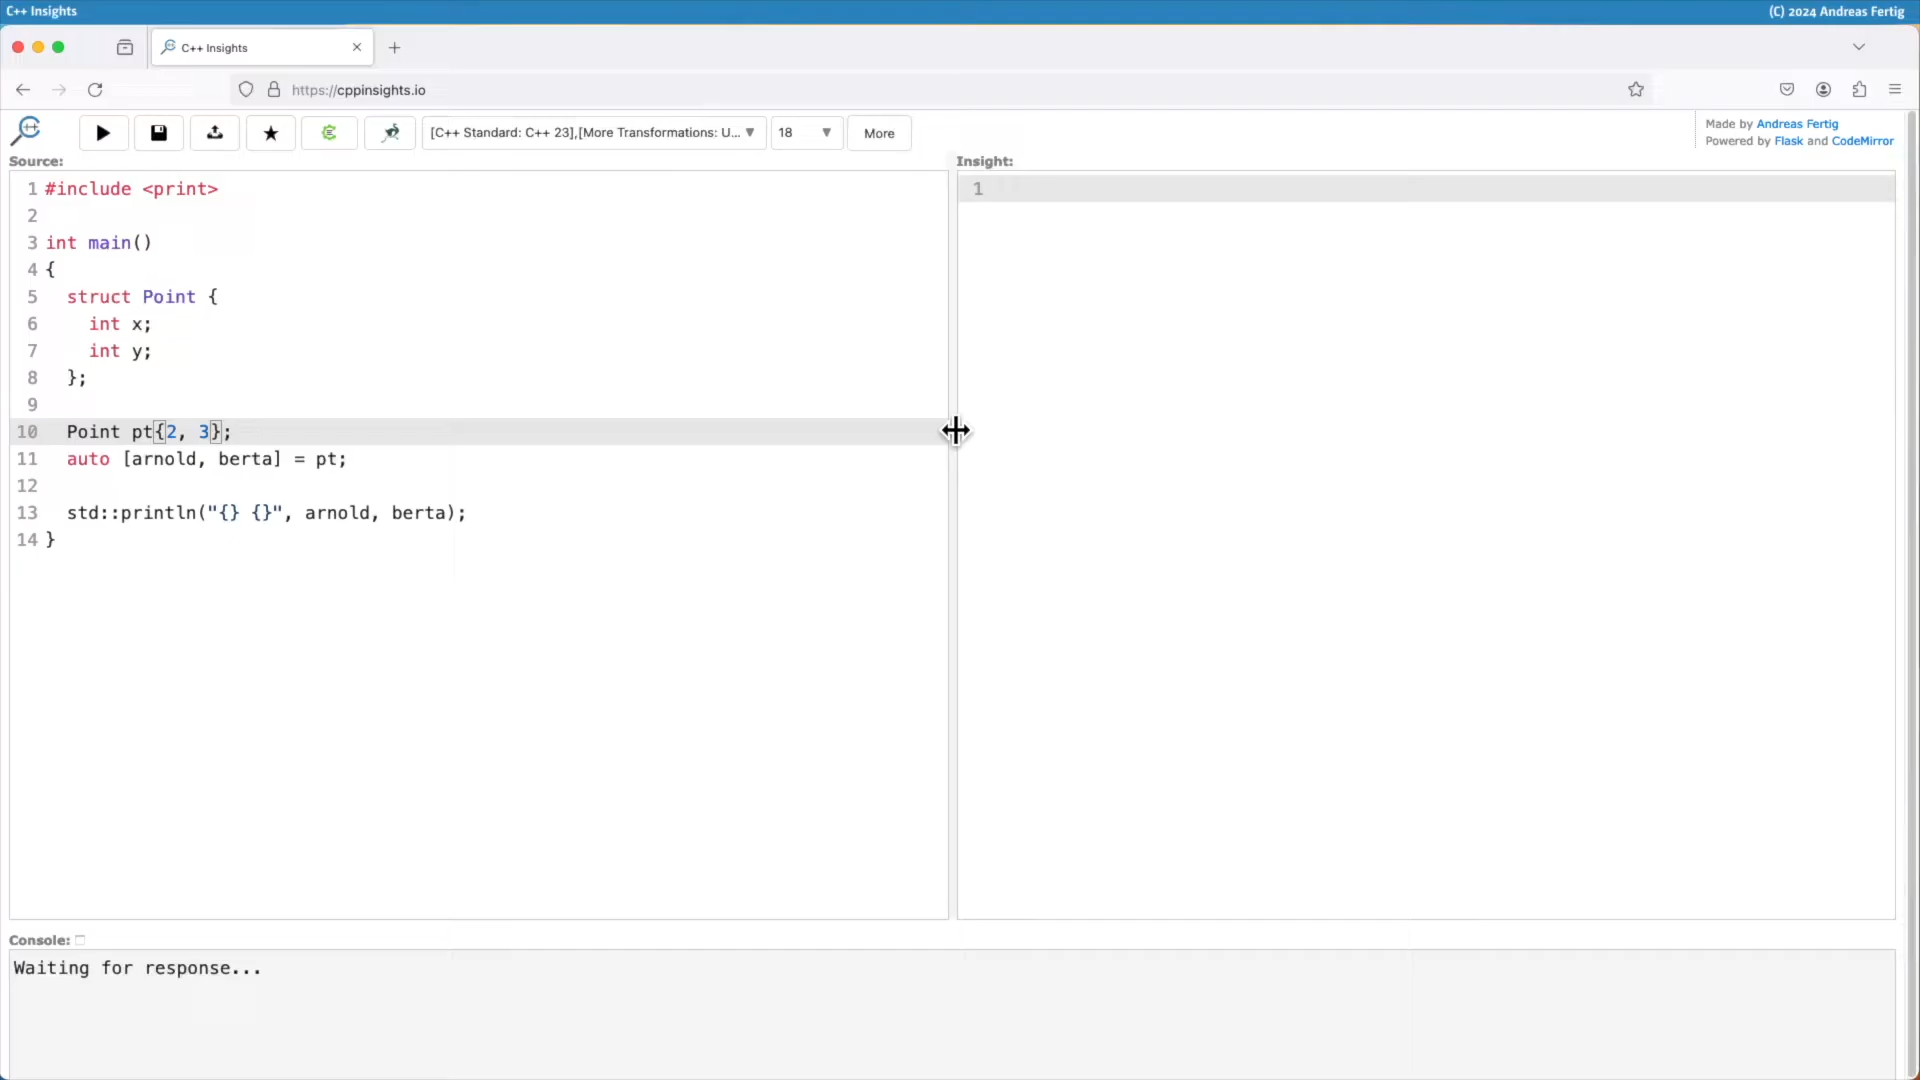 C++ Insights
(C) 2024 Andreas Fertig
C++ Insights
https://cppinsights.io
[C++ Standard: C++ 23],[More Transformations: U...
18
More
Made by Andreas Fertig
Powered by Flask and CodeMirror
Source:
Insight:
1 #include <print>
2
3 int main()
4 {
5   struct Point {
6     int x;
7     int y;
8   };
9
10   Point pt{2, 3};
11   auto [arnold, berta] = pt;
12
13   std::println("{} {}", arnold, berta);
14 }
1
Console:
Waiting for response...